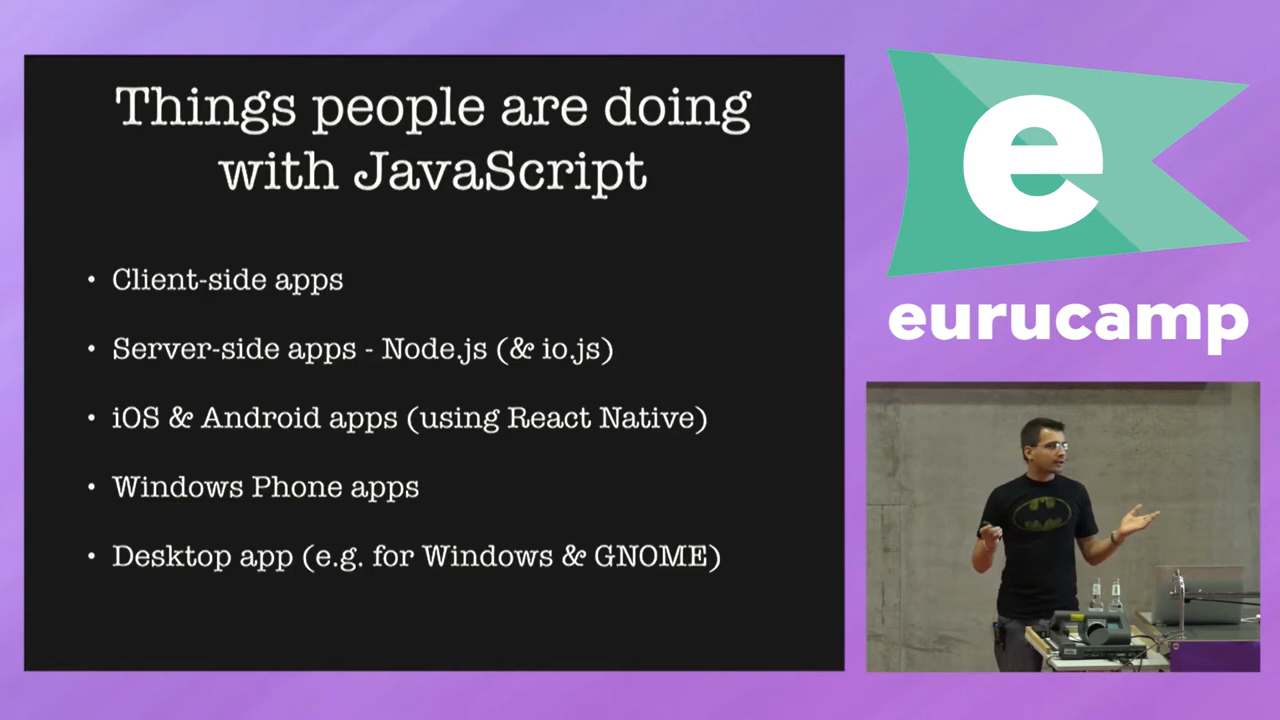 Things people are doing
with JavaScript
• Client-side apps
• Server-side apps - Node.js (& io.js)
• iOS & Android apps (using React Native)
• Windows Phone apps
• Desktop app (e.g. for Windows & GNOME)
e
eurucamp